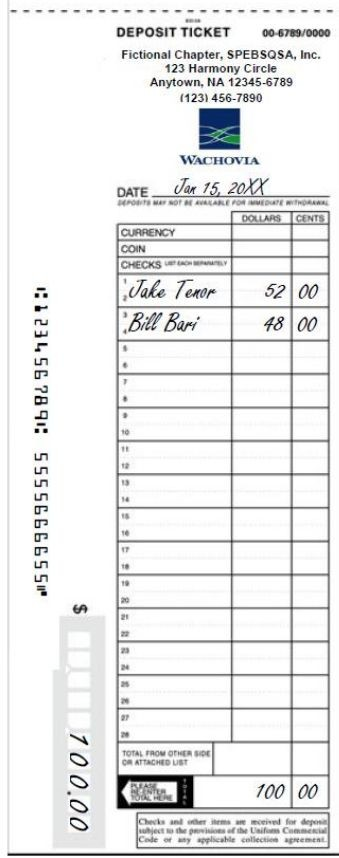 DEPOSIT TICKET 00-6789/0000
Fictional Chapter, SPEBSQSA, Inc.
123 Harmony Circle
Anytown, NA 12345-6789
(123) 456-7890
WACHOVIA
DATE Jan 15, 20XX
DEPOSITS MAY NOT BE AVAILABLE FOR IMMEDIATE WITHDRAWAL
DOLLARS CENTS
CURRENCY
COIN
CHECKS LIST EACH SEPARATELY
1
2 Jake Tenor 52 00
3
4 Bill Bari 48 00
5
6
7
8
9
10
11
12
13
14
15
16
17
18
19
20
21
22
23
24
25
26
27
28
TOTAL FROM OTHER SIDE
OR ATTACHED LIST
PLEASE
RE-ENTER
TOTAL HERE
TOTAL
100 00
Checks and other items are received for deposit
subject to the provisions of the Uniform Commercial
Code or any applicable collection agreement.
$ 100.00